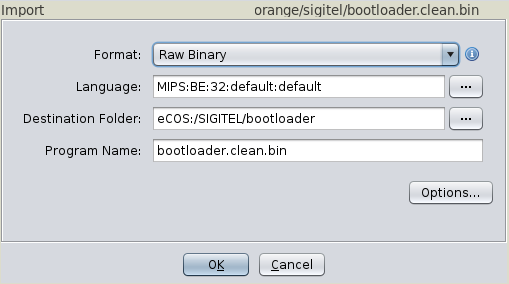 Import orange/sigitel/bootloader.clean.bin
Format: Raw Binary
Language: MIPS:BE:32:default:default ...
Destination Folder: eCOS:/SIGITEL/bootloader ...
Program Name: bootloader.clean.bin
Options...
OK Cancel